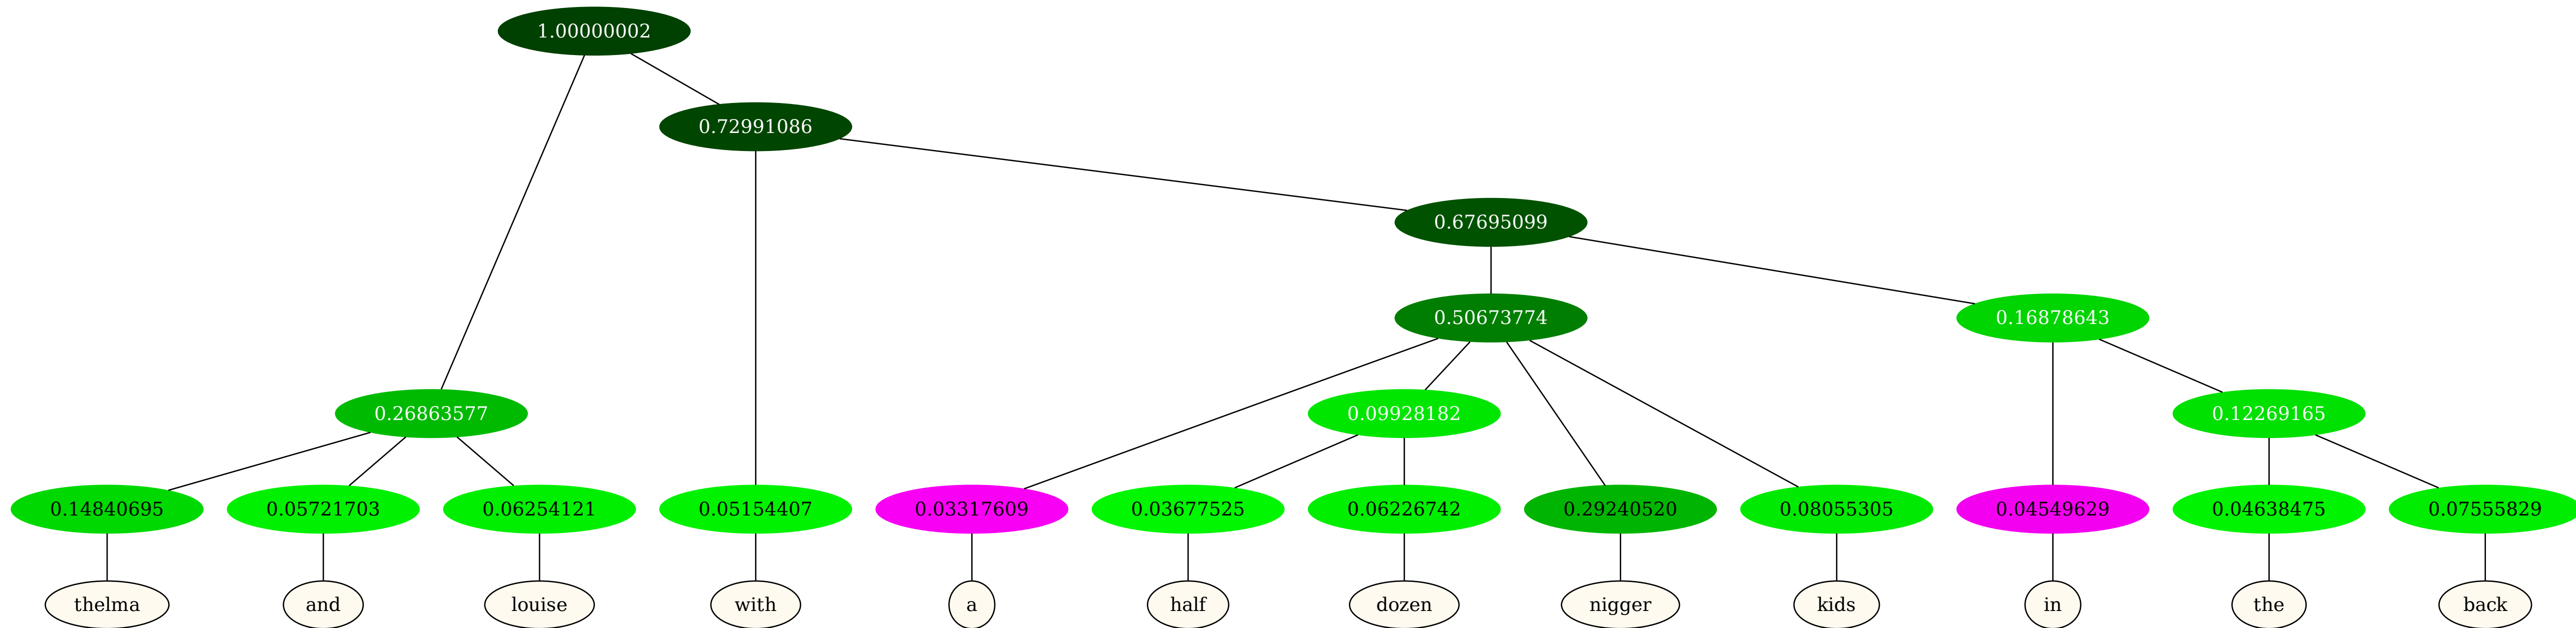 1.00000002
0.72991086
0.67695099
0.50673774 0.16878643
0.26863577 0.09928182 0.12269165
0.14840695 0.05721703 0.06254121 0.05154407 0.03317609 0.03677525 0.06226742 0.29240520 0.08055305 0.04549629 0.04638475 0.07555829
thelma and louise with a half dozen nigger kids in the back